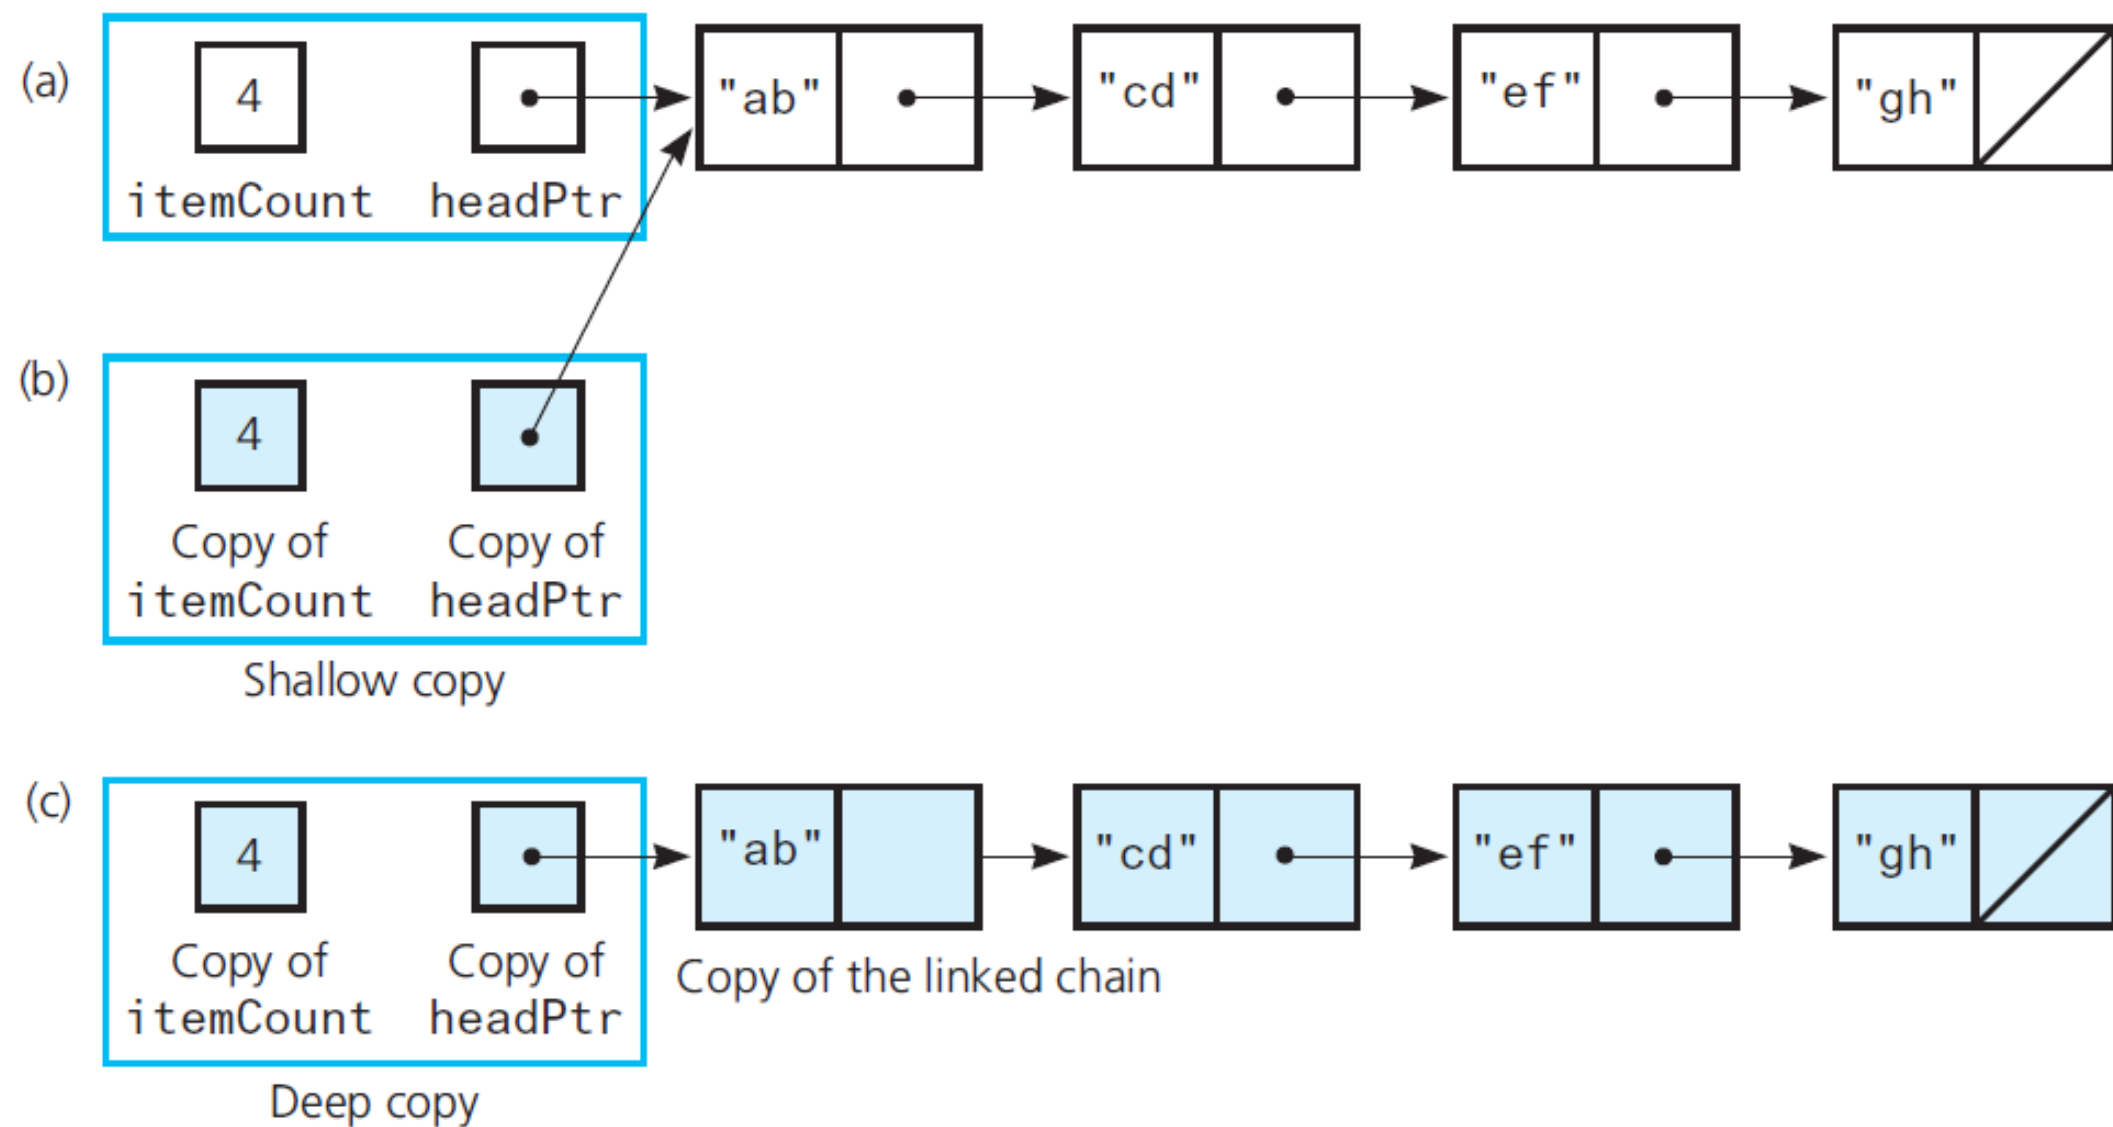 (a)
4
"ab"
"cd"
"ef"
"gh"
itemCount headPtr
(b)
4
Copy of Copy of
itemCount headPtr
Shallow copy
(c)
4
"ab"
"cd"
"ef"
"gh"
Copy of Copy of
itemCount headPtr
Copy of the linked chain
Deep copy